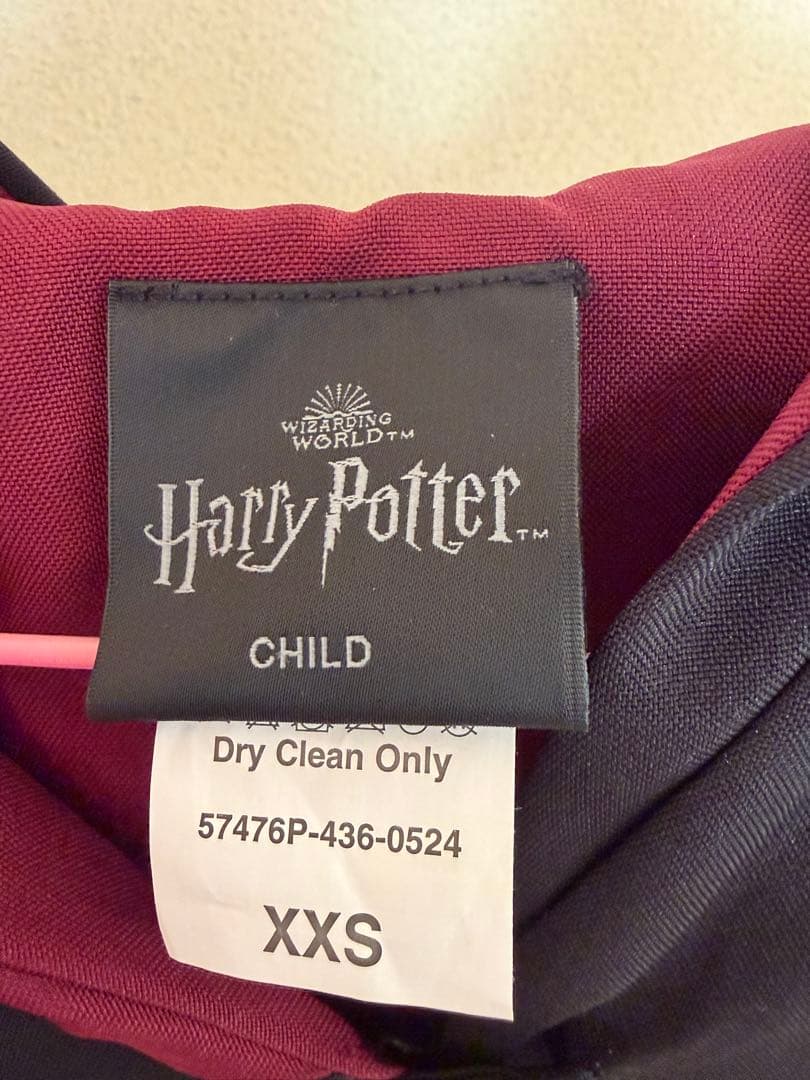 WIZARDING
WORLD™
Harry Potter™
CHILD
Dry Clean Only
57476P-436-0524
XXS